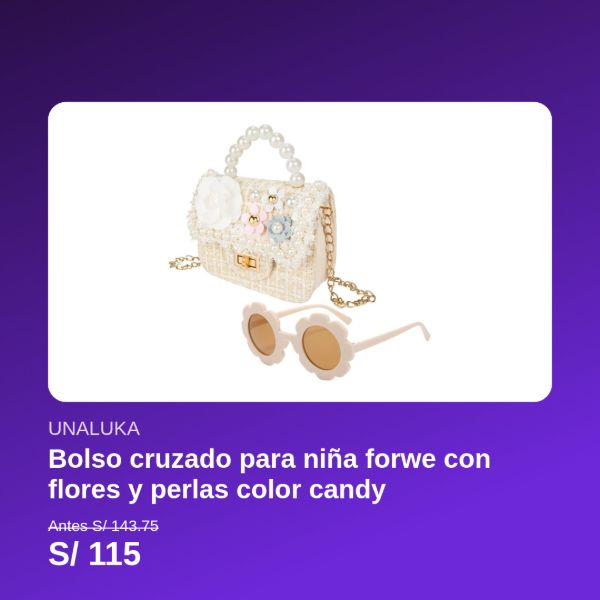 UNALUKA
Bolso cruzado para niña forwe con
flores y perlas color candy
Antes S/ 143.75
S/ 115